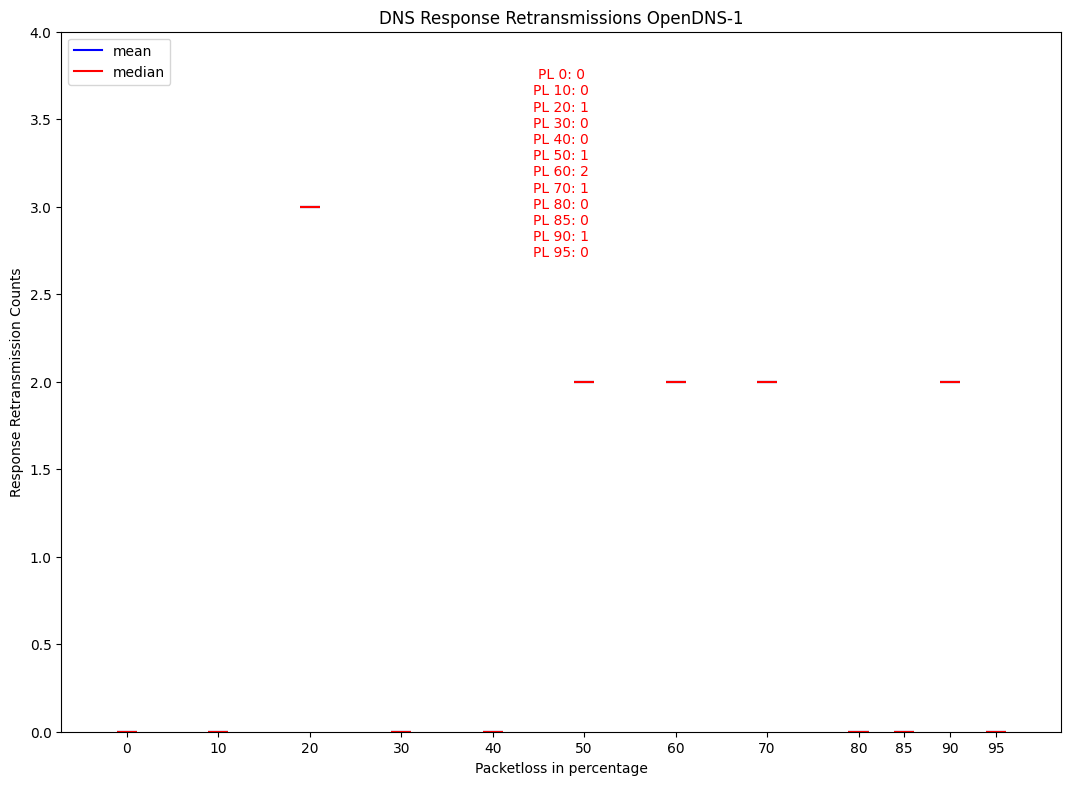 DNS Response Retransmissions OpenDNS-1
mean
median
PL 0: 0
PL 10: 0
PL 20: 1
PL 30: 0
PL 40: 0
PL 50: 1
PL 60: 2
PL 70: 1
PL 80: 0
PL 85: 0
PL 90: 1
PL 95: 0
Response Retransmission Counts
4.0
3.5
3.0
2.5
2.0
1.5
1.0
0.5
0.0
0 10 20 30 40 50 60 70 80 85 90 95
Packetloss in percentage